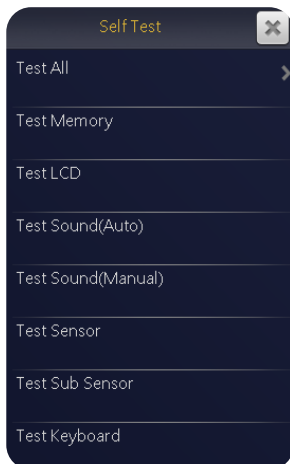 Self Test
Test All
Test Memory
Test LCD
Test Sound(Auto)
Test Sound(Manual)
Test Sensor
Test Sub Sensor
Test Keyboard